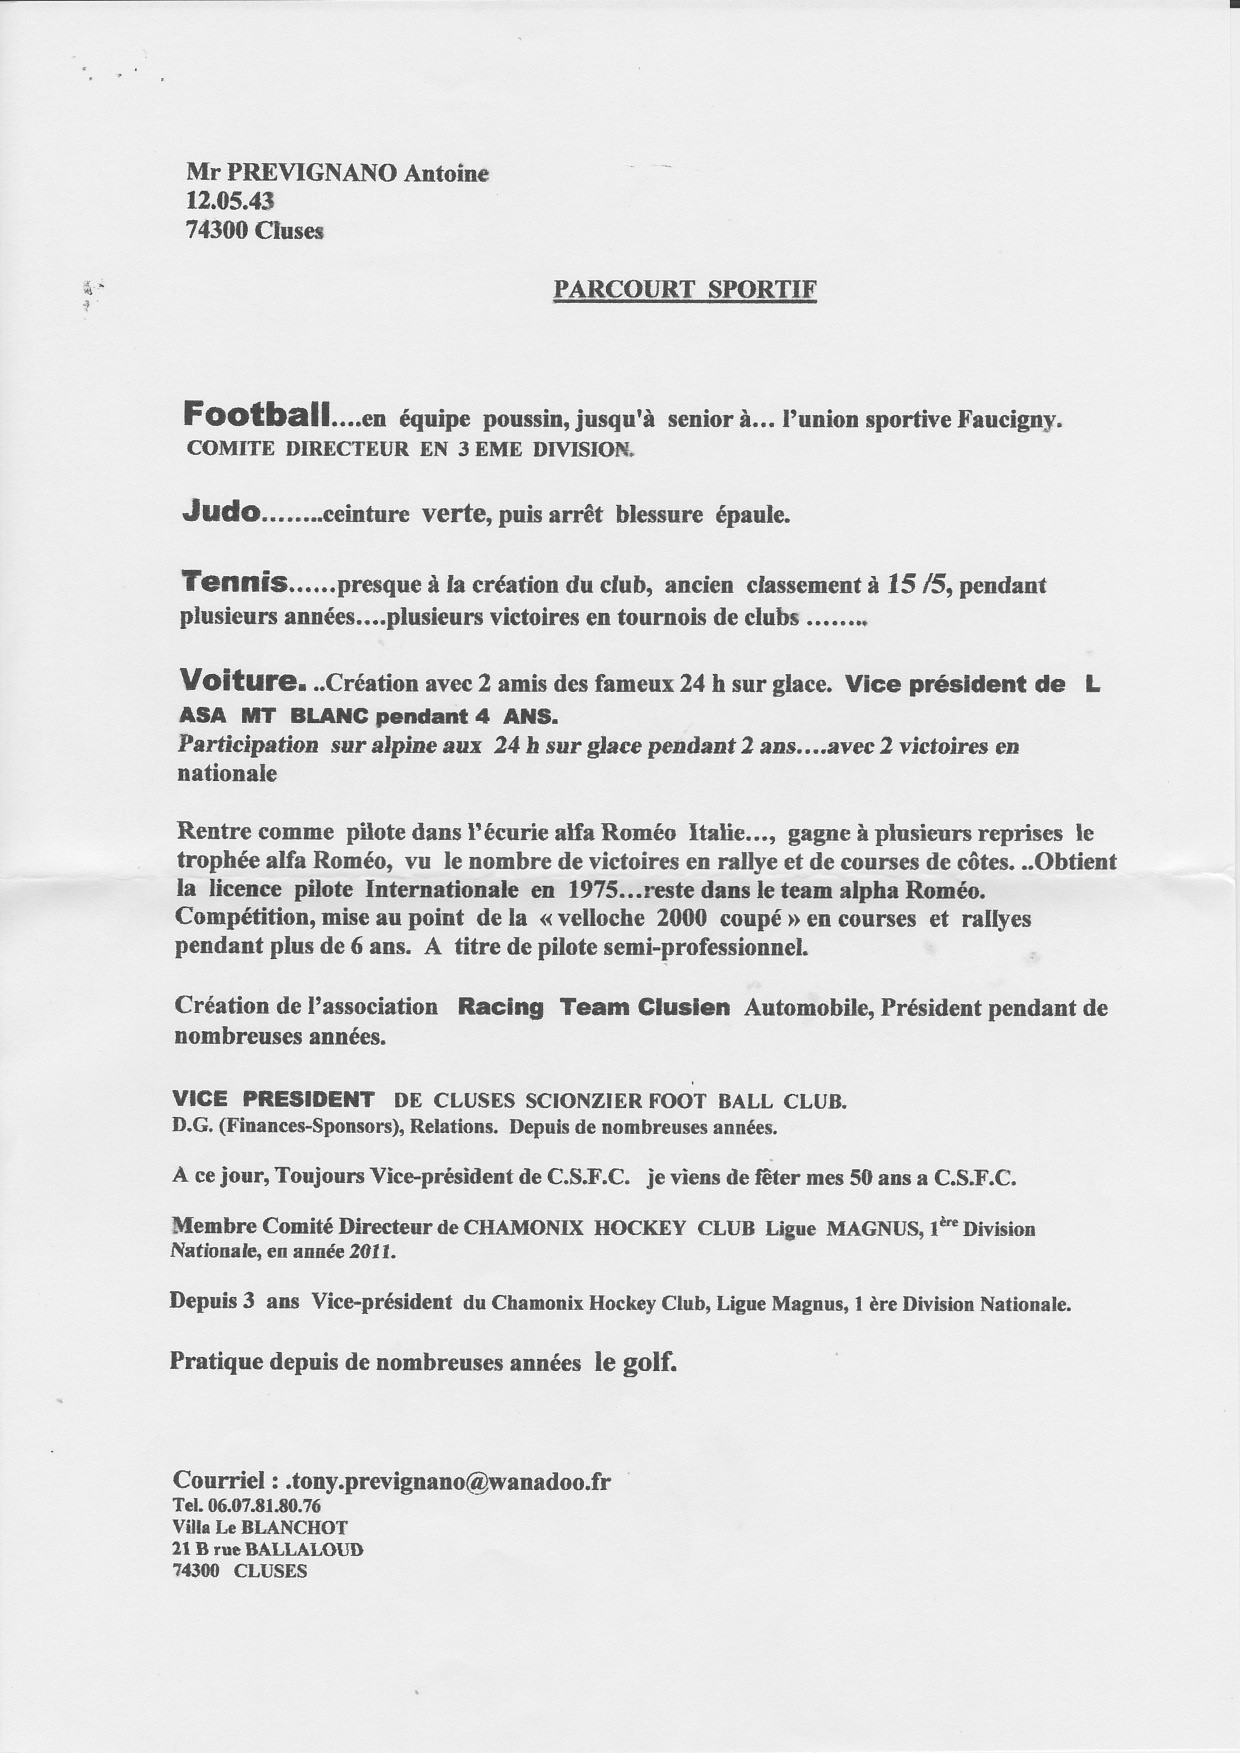 Mr PREVIGNANO Antoine
12.05.43
74300 Cluses
PARCOURT SPORTIF
Football....en équipe poussin, jusqu'à senior à... l'union sportive Faucigny.
COMITE DIRECTEUR EN 3 EME DIVISION.
Judo........ceinture verte, puis arrêt blessure épaule.
Tennis......presque à la création du club, ancien classement à 15 /5, pendant
plusieurs années....plusieurs victoires en tournois de clubs ........
Voiture. ..Création avec 2 amis des fameux 24 h sur glace. Vice président de L
ASA MT BLANC pendant 4 ANS.
Participation sur alpine aux 24 h sur glace pendant 2 ans....avec 2 victoires en
nationale
Rentre comme pilote dans l'écurie alfa Roméo Italie..., gagne à plusieurs reprises le
trophée alfa Roméo, vu le nombre de victoires en rallye et de courses de côtes. ..Obtient
la licence pilote Internationale en 1975...reste dans le team alpha Roméo.
Compétition, mise au point de la « velloche 2000 coupé » en courses et rallyes
pendant plus de 6 ans. A titre de pilote semi-professionnel.
Création de l'association Racing Team Clusien Automobile, Président pendant de
nombreuses années.
VICE PRESIDENT DE CLUSES SCIONZIER FOOT BALL CLUB.
D.G. (Finances-Sponsors), Relations. Depuis de nombreuses années.
A ce jour, Toujours Vice-président de C.S.F.C. je viens de fêter mes 50 ans a C.S.F.C.
Membre Comité Directeur de CHAMONIX HOCKEY CLUB Ligue MAGNUS, 1ère Division
Nationale, en année 2011.
Depuis 3 ans Vice-président du Chamonix Hockey Club, Ligue Magnus, 1 ère Division Nationale.
Pratique depuis de nombreuses années le golf.
Courriel : .tony.prevignano@wanadoo.fr
Tel. 06.07.81.80.76
Villa Le BLANCHOT
21 B rue BALLALOUD
74300 CLUSES